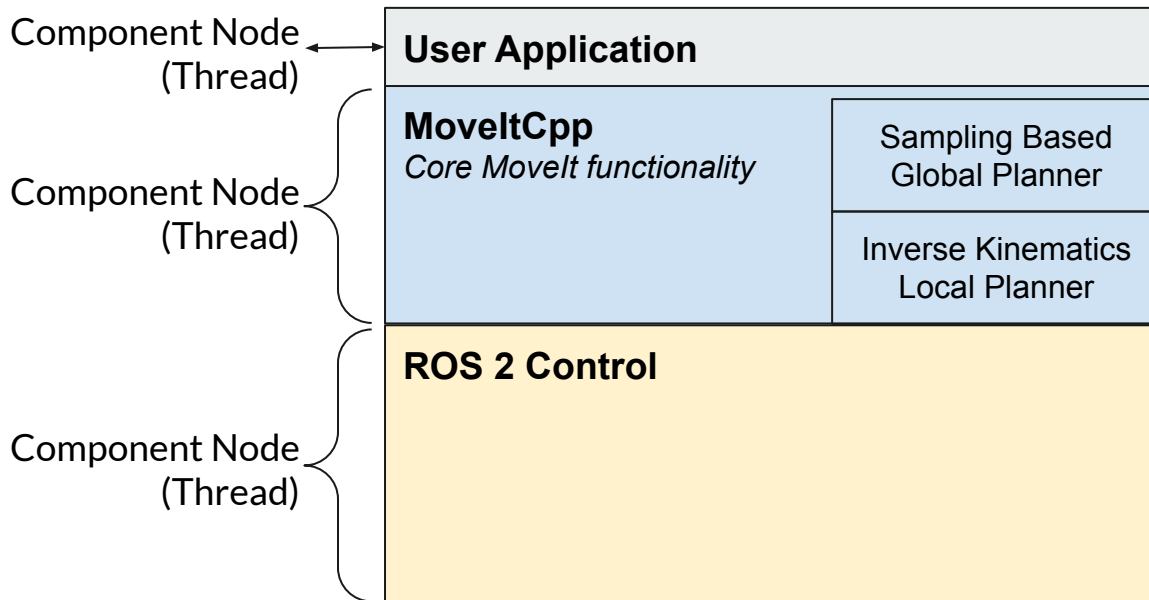 Component Node
(Thread)
User Application
Component Node
(Thread)
MoveItCpp
Core MoveIt functionality
Sampling Based
Global Planner
Inverse Kinematics
Local Planner
Component Node
(Thread)
ROS 2 Control